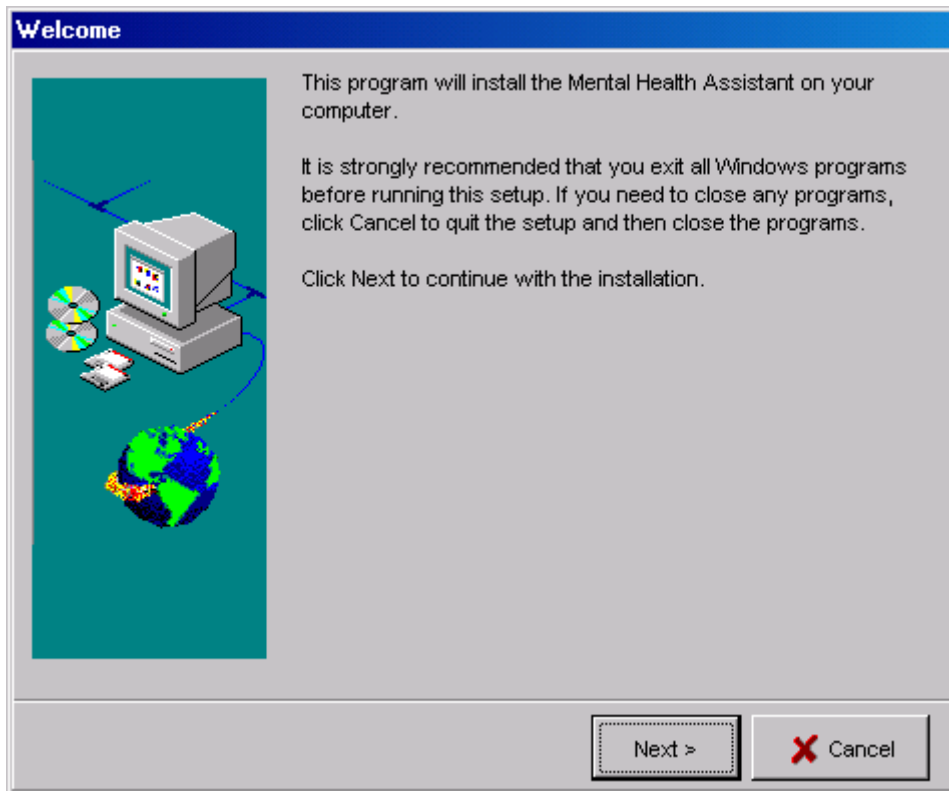 Welcome
This program will install the Mental Health Assistant on your
computer.
It is strongly recommended that you exit all Windows programs
before running this setup. If you need to close any programs,
click Cancel to quit the setup and then close the programs.
Click Next to continue with the installation.
Next >
Cancel